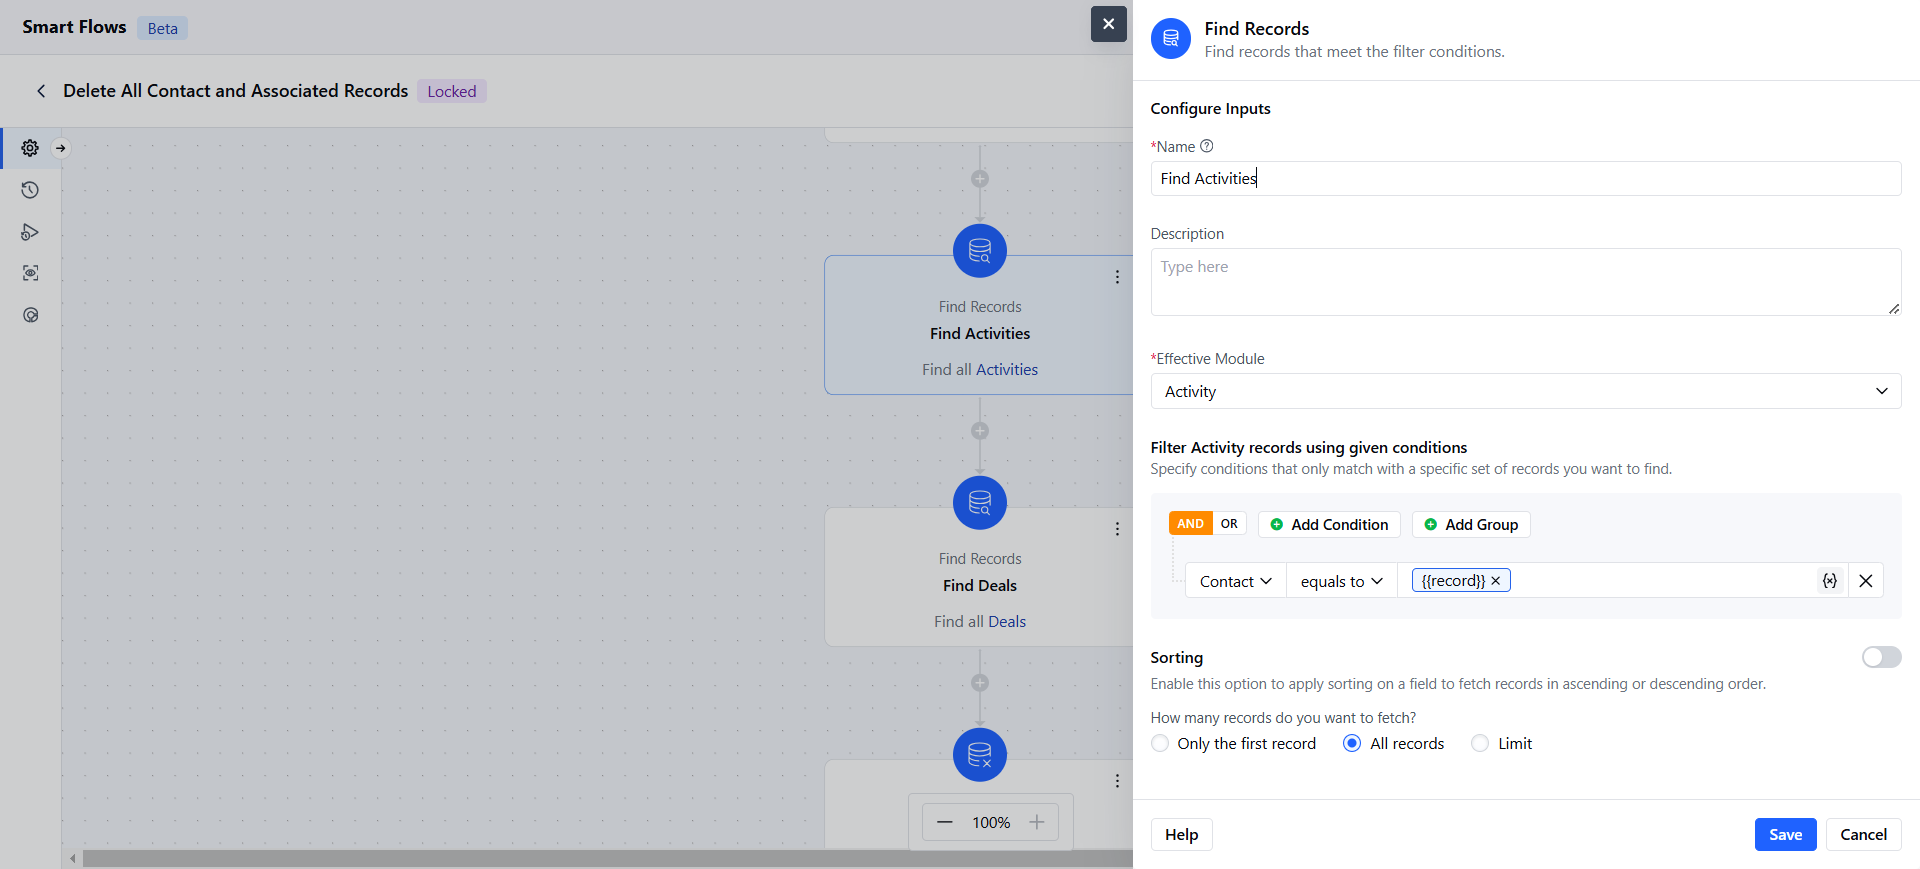 Smart Flows Beta
Delete All Contact and Associated Records Locked
Find Records
Find Activities
Find all Activities
Find Records
Find Deals
Find all Deals
100%
Find Records
Find records that meet the filter conditions.
Configure Inputs
*Name
Find Activities
Description
Type here
*Effective Module
Activity
Filter Activity records using given conditions
Specify conditions that only match with a specific set of records you want to find.
AND OR Add Condition Add Group
Contact equals to {{record}} {x}
Sorting
Enable this option to apply sorting on a field to fetch records in ascending or descending order.
How many records do you want to fetch?
Only the first record All records Limit
Help Save Cancel